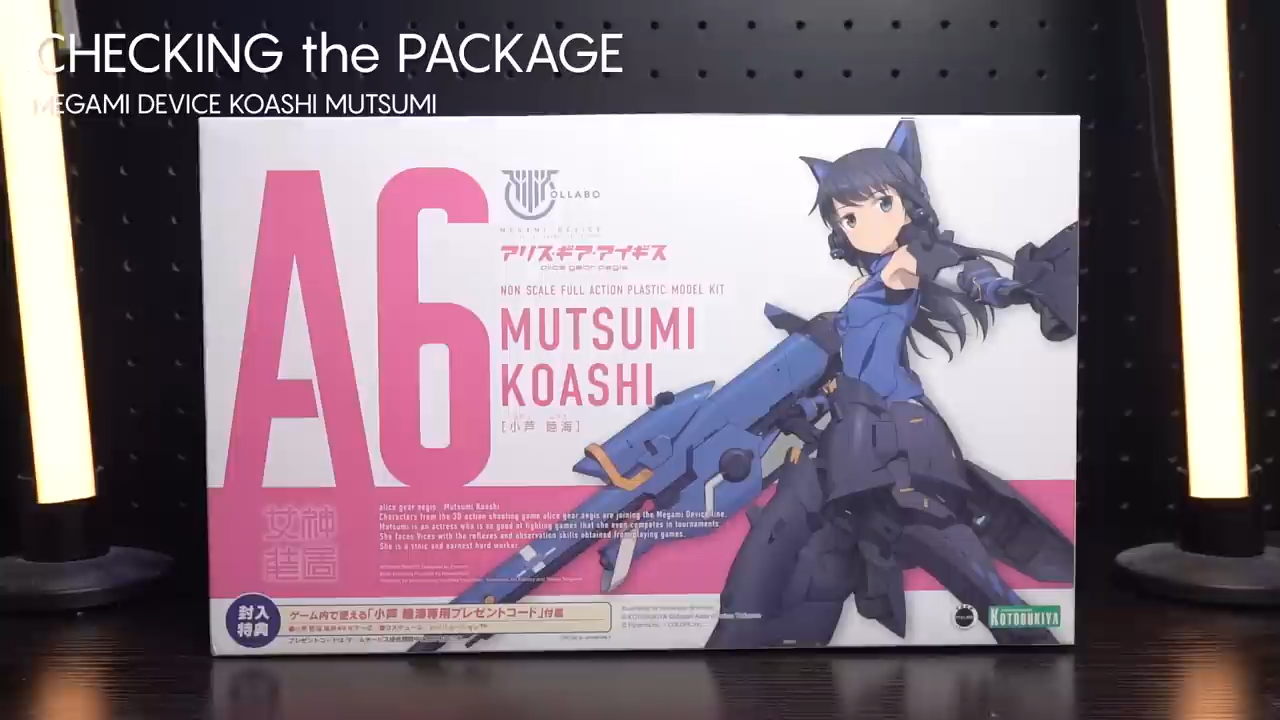 CHECKING the PACKAGE
MEGAMI DEVICE KOASHI MUTSUMI
A6
OLLABO
MEGAMI DEVICE
アリス・ギア・アイギス
alice gear aegis
NON SCALE FULL ACTION PLASTIC MODEL KIT
MUTSUMI
KOASHI
[小芦 睦海]
女神
装置
alice gear aegis Mutsumi Koashi
Characters from the 3D action shooting game alice gear aegis are joining the Megami Device line.
Mutsumi is an actress who is so good at fighting games that she even competes in tournaments.
She faces Vices with the reflexes and observation skills obtained from playing games.
She is a stoic and earnest hard worker.
封入
特典
ゲーム内で使える「小芦 睦海専用プレゼントコード」付属
KOTOBUKIYA